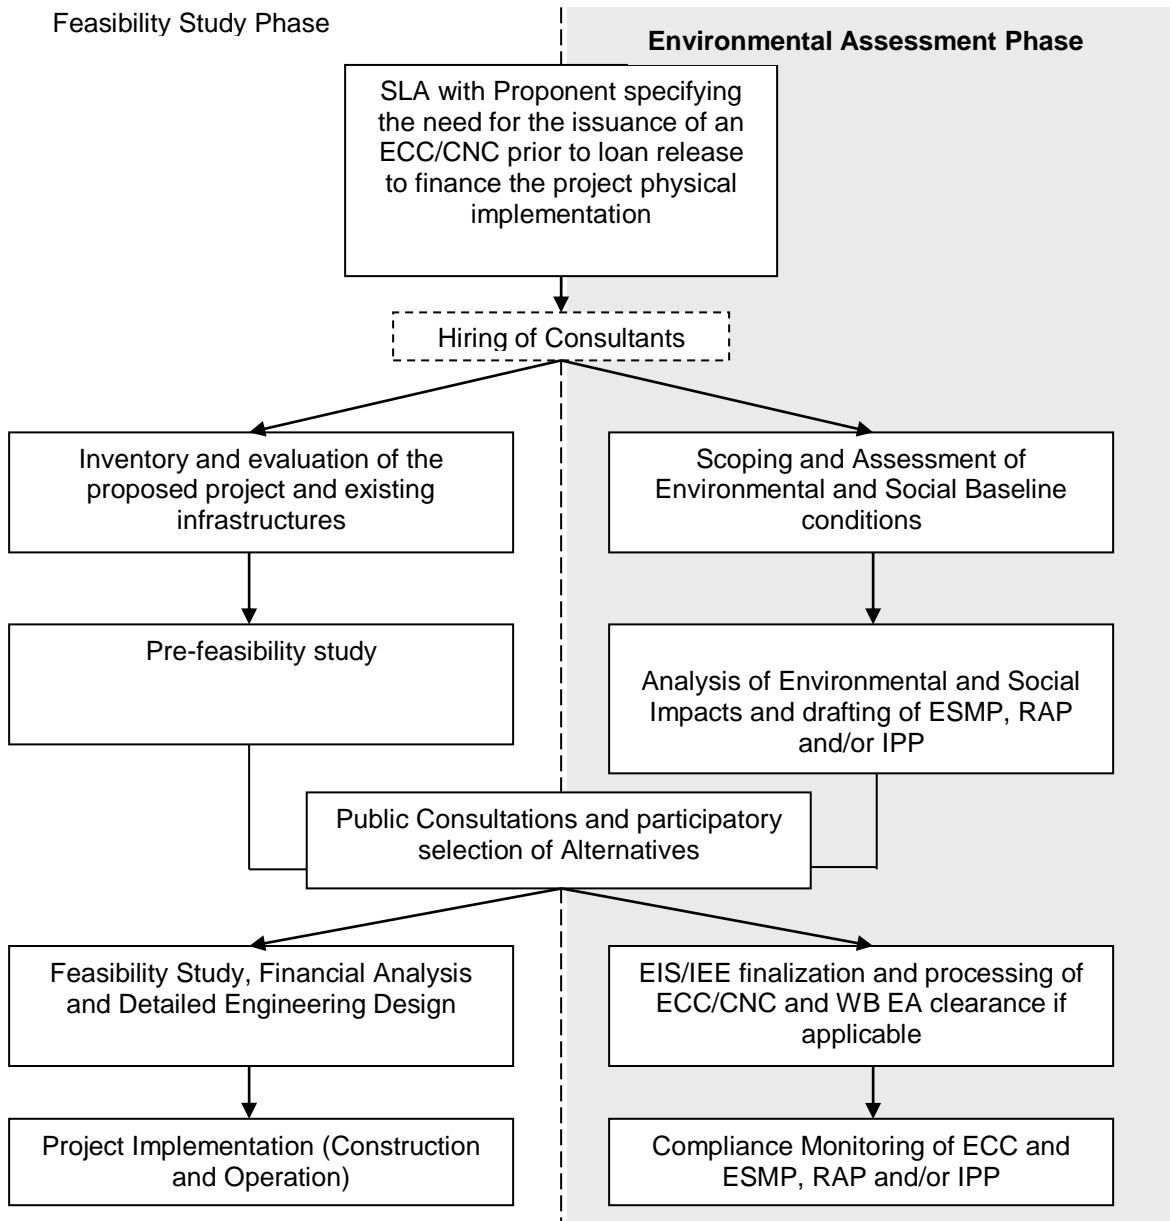 Feasibility Study Phase
Environmental Assessment Phase
SLA with Proponent specifying
the need for the issuance of an
ECC/CNC prior to loan release
to finance the project physical
implementation
Hiring of Consultants
Inventory and evaluation of the
proposed project and existing
infrastructures
Scoping and Assessment of
Environmental and Social Baseline
conditions
Pre-feasibility study
Analysis of Environmental and Social
Impacts and drafting of ESMP, RAP
and/or IPP
Public Consultations and participatory
selection of Alternatives
Feasibility Study, Financial Analysis
and Detailed Engineering Design
EIS/IEE finalization and processing of
ECC/CNC and WB EA clearance if
applicable
Project Implementation (Construction
and Operation)
Compliance Monitoring of ECC and
ESMP, RAP and/or IPP